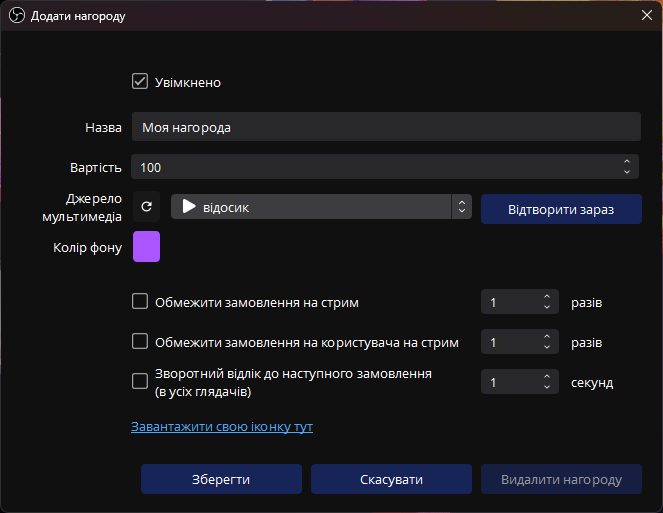 Додати нагороду
Увімкнено
Назва
Моя нагорода
Вартість
100
Джерело
мультимедіа
відосик
Відтворити зараз
Колір фону
Обмежити замовлення на стрим
1
разів
Обмежити замовлення на користувача на стрим
1
разів
Зворотний відлік до наступного замовлення
(в усіх глядачів)
1
секунд
Завантажити свою іконку тут
Зберегти
Скасувати
Видалити нагороду